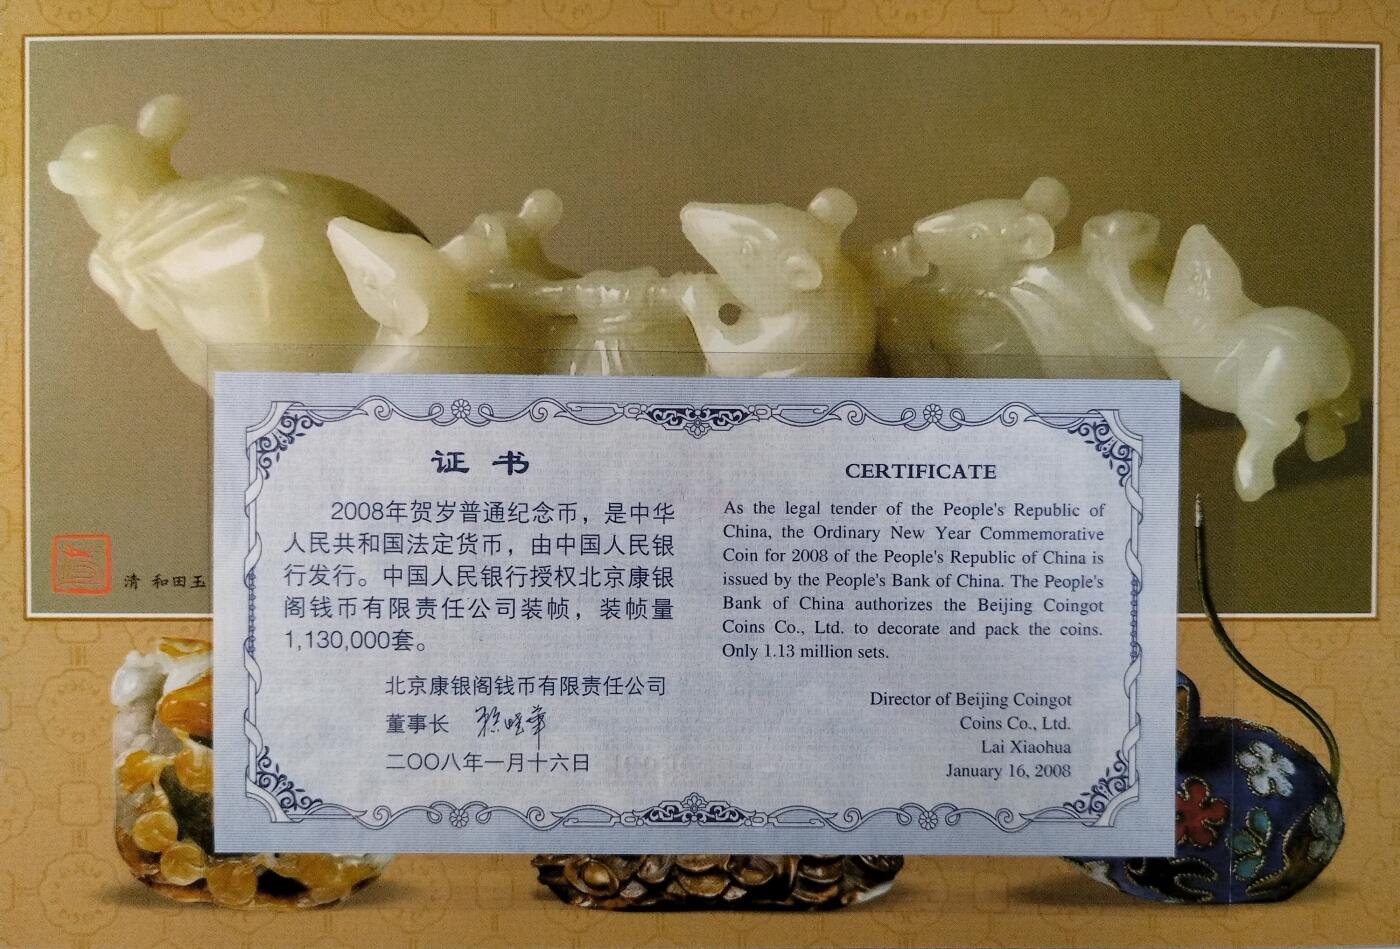 清 和田玉
证 书
2008年贺岁普通纪念币，是中华
人民共和国法定货币，由中国人民银
行发行。中国人民银行授权北京康银
阁钱币有限责任公司装帧，装帧量
1,130,000套。
北京康银阁钱币有限责任公司
董事长
二〇〇八年一月十六日
CERTIFICATE
As the legal tender of the People's Republic of
China, the Ordinary New Year Commemorative
Coin for 2008 of the People's Republic of China is
issued by the People's Bank of China. The People's
Bank of China authorizes the Beijing Coingot
Coins Co., Ltd. to decorate and pack the coins.
Only 1.13 million sets.
Director of Beijing Coingot
Coins Co., Ltd.
Lai Xiaohua
January 16, 2008